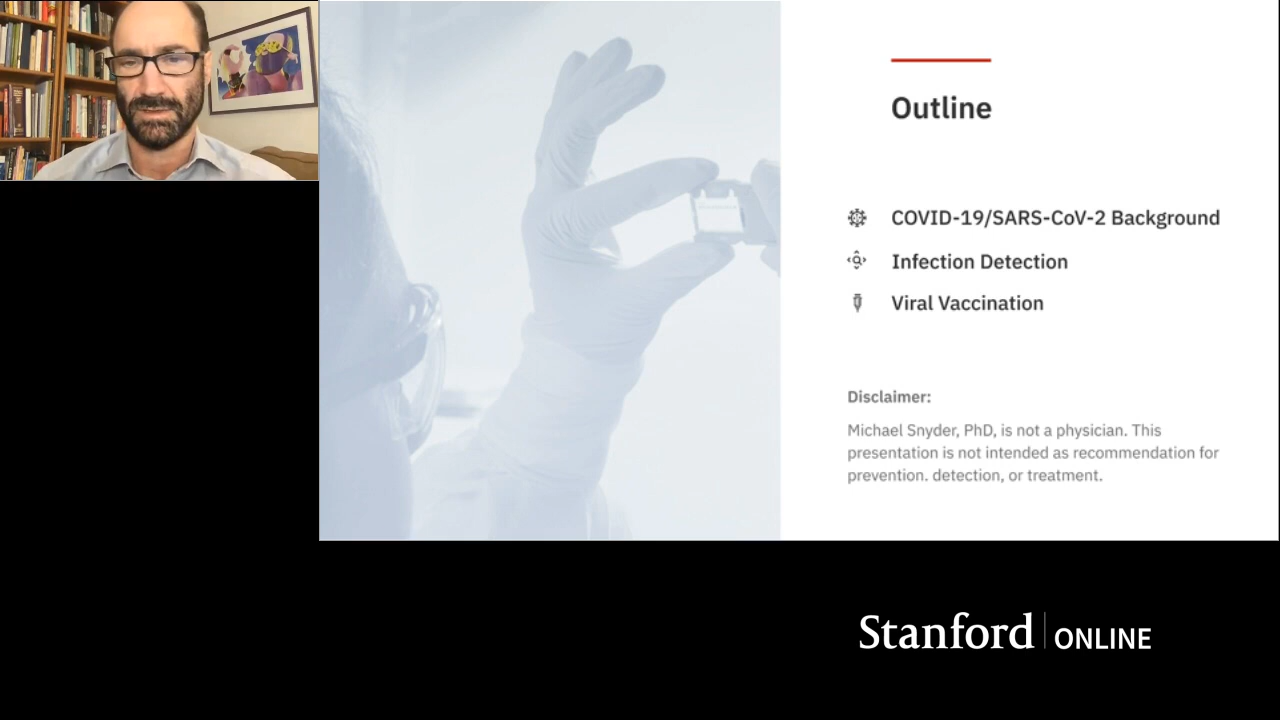 Outline
COVID-19/SARS-CoV-2 Background
Infection Detection
Viral Vaccination
Disclaimer:
Michael Snyder, PhD, is not a physician. This
presentation is not intended as recommendation for
prevention. detection, or treatment.
Stanford ONLINE